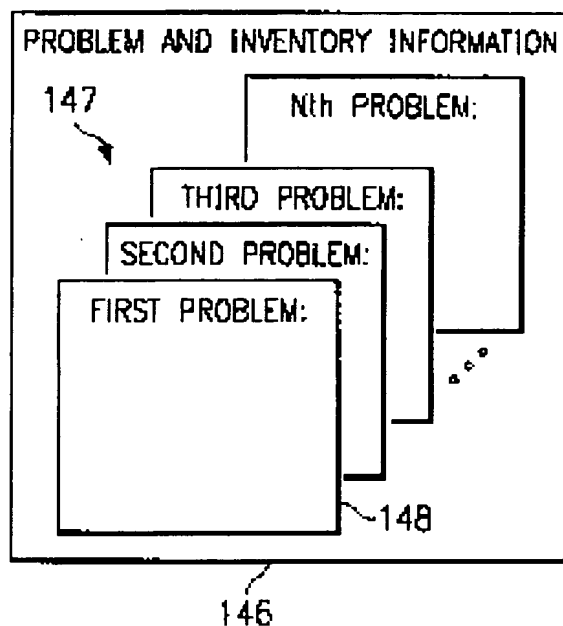 PROBLEM AND INVENTORY INFORMATION
147
Nth PROBLEM:
THIRD PROBLEM:
SECOND PROBLEM:
FIRST PROBLEM:
148
146